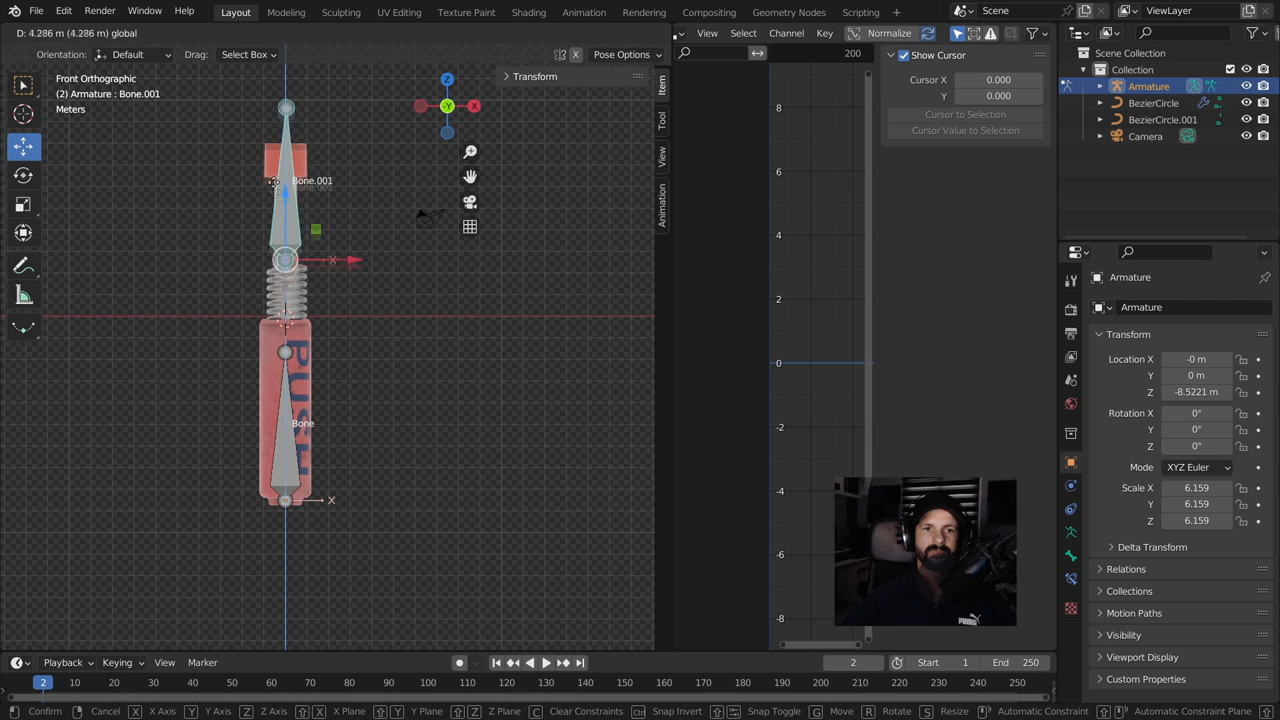 File Edit Render Window Help Layout Modeling Sculpting UV Editing Texture Paint Shading Animation Rendering Compositing Geometry Nodes Scripting Scene ViewLayer
D: 4.286 m (4.286 m) global
View Select Channel Key Normalize
Orientation: Default Drag: Select Box X Pose Options
200 Show Cursor
Scene Collection
Collection
Armature
BezierCircle
BezierCircle.001
Camera
Front Orthographic
(2) Armature : Bone.001
Meters
Transform
Item
Tool
View
Animation
Z
-Y
X
Cursor X 0.000
Y 0.000
Cursor to Selection
Cursor Value to Selection
8
6
4
2
0
-2
-4
-6
-8
Bone.001
X
PUSH
Bone
X
PUMA
Armature
Armature
Transform
Location X -0 m
Y 0 m
Z -8.5221 m
Rotation X 0°
Y 0°
Z 0°
Mode XYZ Euler
Scale X 6.159
Y 6.159
Z 6.159
Delta Transform
Relations
Collections
Motion Paths
Visibility
Viewport Display
Custom Properties
Playback Keying View Marker 2 Start 1 End 250
2 10 20 30 40 50 60 70 80 90 100 110 120 130 140 150 160 170 180 190 200 210 220 230 240 250
Confirm Cancel X X Axis Y Y Axis Z Z Axis X X Plane Y Y Plane Z Z Plane C Clear Constraints Ctrl Snap Invert Snap Toggle G Move R Rotate S Resize Automatic Constraint Automatic Constraint Plane